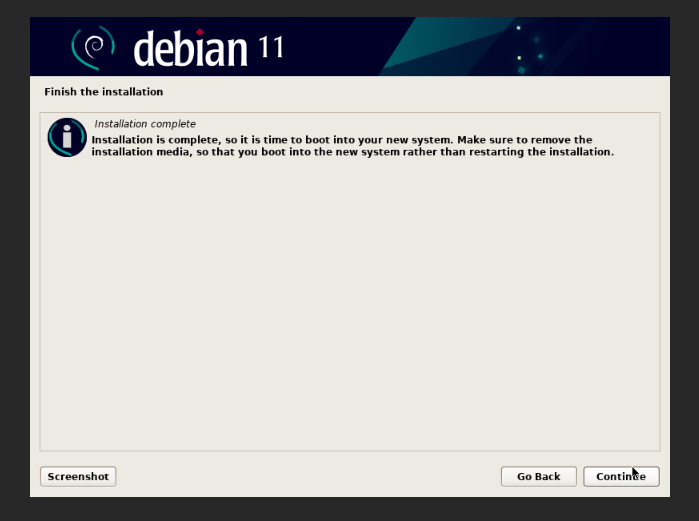 debian 11
Finish the installation
Installation complete
Installation is complete, so it is time to boot into your new system. Make sure to remove the
installation media, so that you boot into the new system rather than restarting the installation.
Screenshot
Go Back
Continue